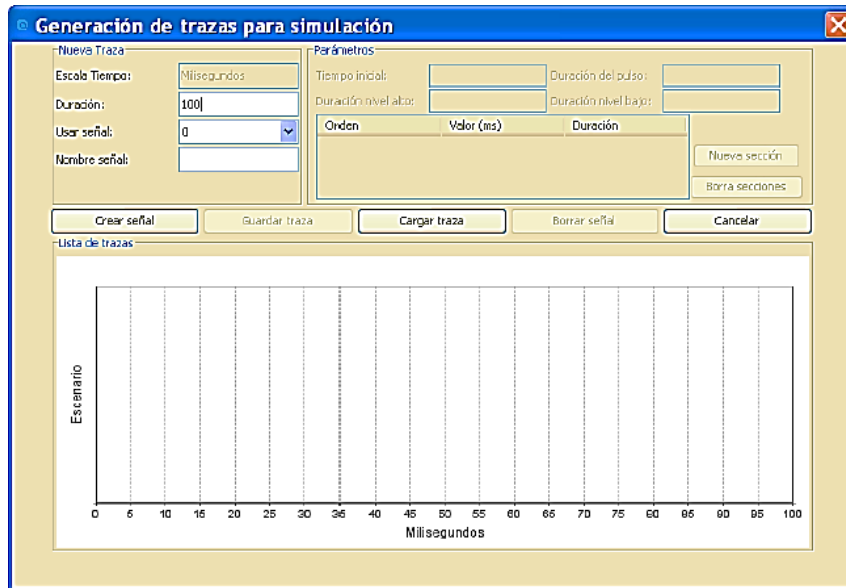 Generación de trazas para simulación
Nueva Traza
Escala Tiempo: Milisegundos
Duración: 100
Usar señal: 0
Nombre señal:
Parámetros
Tiempo inicial: Duración del pulso:
Duración nivel alto: Duración nivel bajo:
Orden Valor (ms) Duración
Nueva sección
Borra secciones
Crear señal Guardar traza Cargar traza Borrar señal Cancelar
Lista de trazas
Escenario
0 5 10 15 20 25 30 35 40 45 50 55 60 65 70 75 80 85 90 95 100
Milisegundos